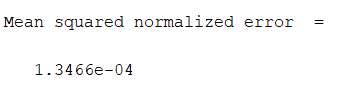 Mean squared normalized error  =
1.3466e-04